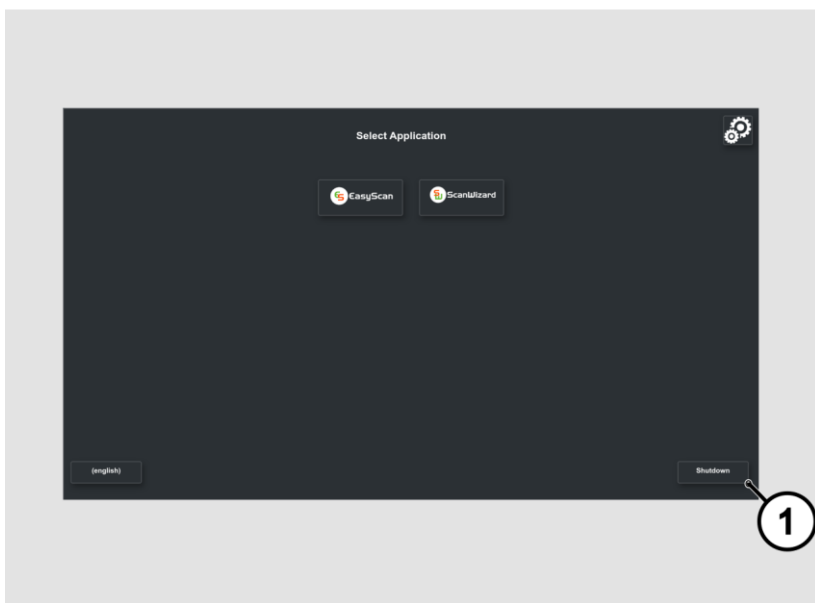 Select Application
EasyScan
ScanWizard
(english)
Shutdown
1